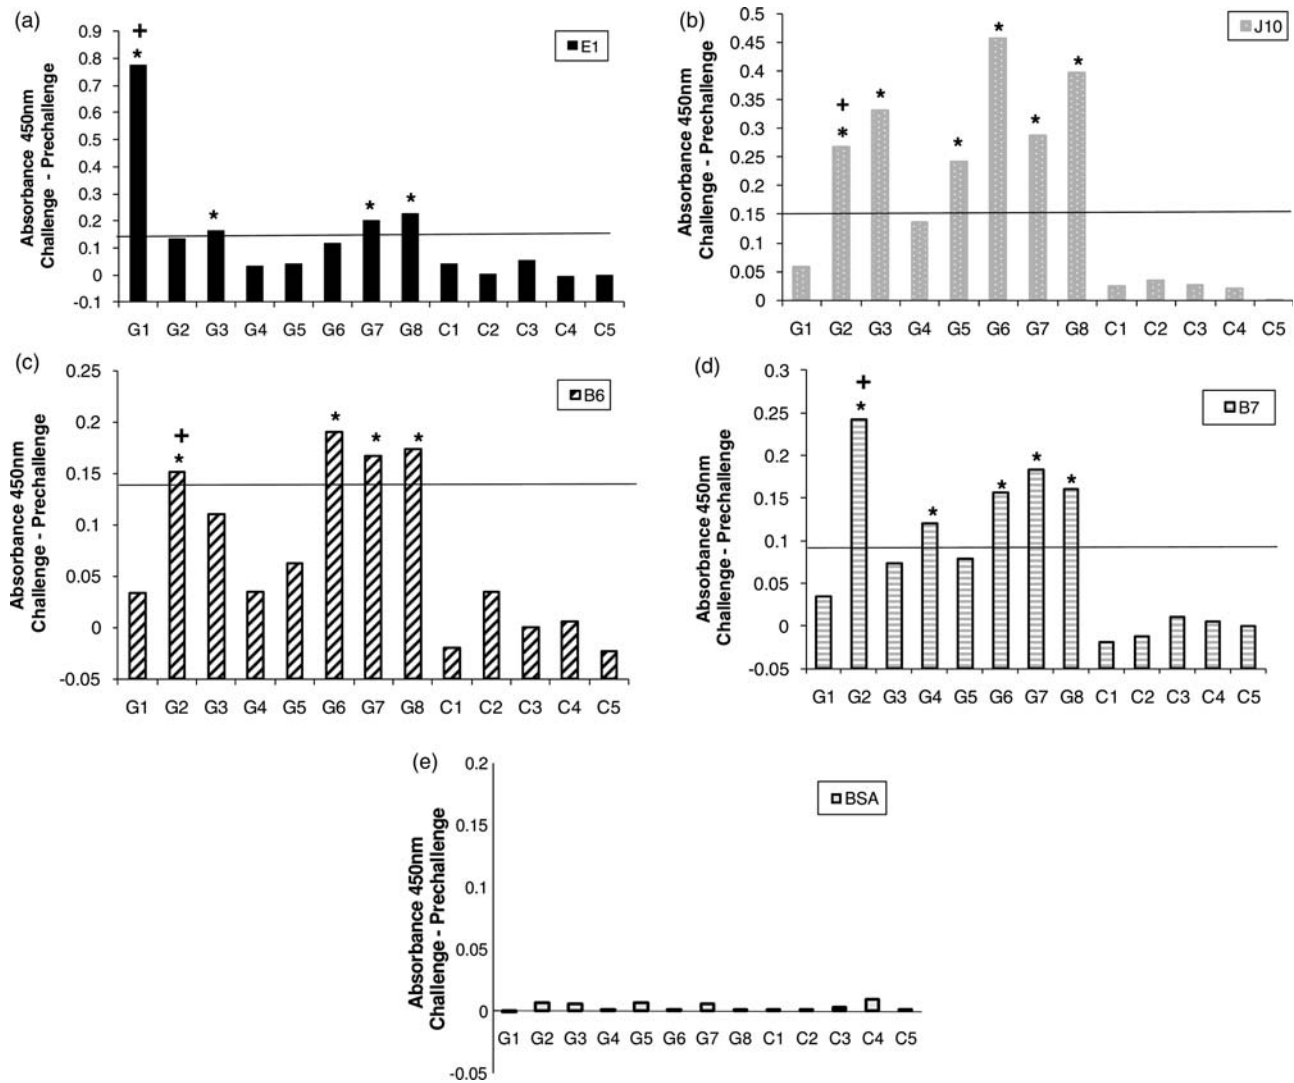 (a)
Absorbance 450nm
Challenge - Prechallenge
0.9
0.8
0.7
0.6
0.5
0.4
0.3
0.2
0.1
0
-0.1
+
*
*
*
*
E1
G1 G2 G3 G4 G5 G6 G7 G8 C1 C2 C3 C4 C5
(b)
Absorbance 450nm
Challenge - Prechallenge
0.5
0.45
0.4
0.35
0.3
0.25
0.2
0.15
0.1
0.05
0
+
*
*
*
*
*
*
J10
G1 G2 G3 G4 G5 G6 G7 G8 C1 C2 C3 C4 C5
(c)
Absorbance 450nm
Challenge - Prechallenge
0.25
0.2
0.15
0.1
0.05
0
-0.05
+
*
*
*
*
B6
G1 G2 G3 G4 G5 G6 G7 G8 C1 C2 C3 C4 C5
(d)
Absorbance 450nm
Challenge - Prechallenge
0.3
0.25
0.2
0.15
0.1
0.05
0
-0.05
+
*
*
*
*
*
B7
G1 G2 G3 G4 G5 G6 G7 G8 C1 C2 C3 C4 C5
(e)
Absorbance 450nm
Challenge - Prechallenge
0.2
0.15
0.1
0.05
0
-0.05
BSA
G1 G2 G3 G4 G5 G6 G7 G8 C1 C2 C3 C4 C5